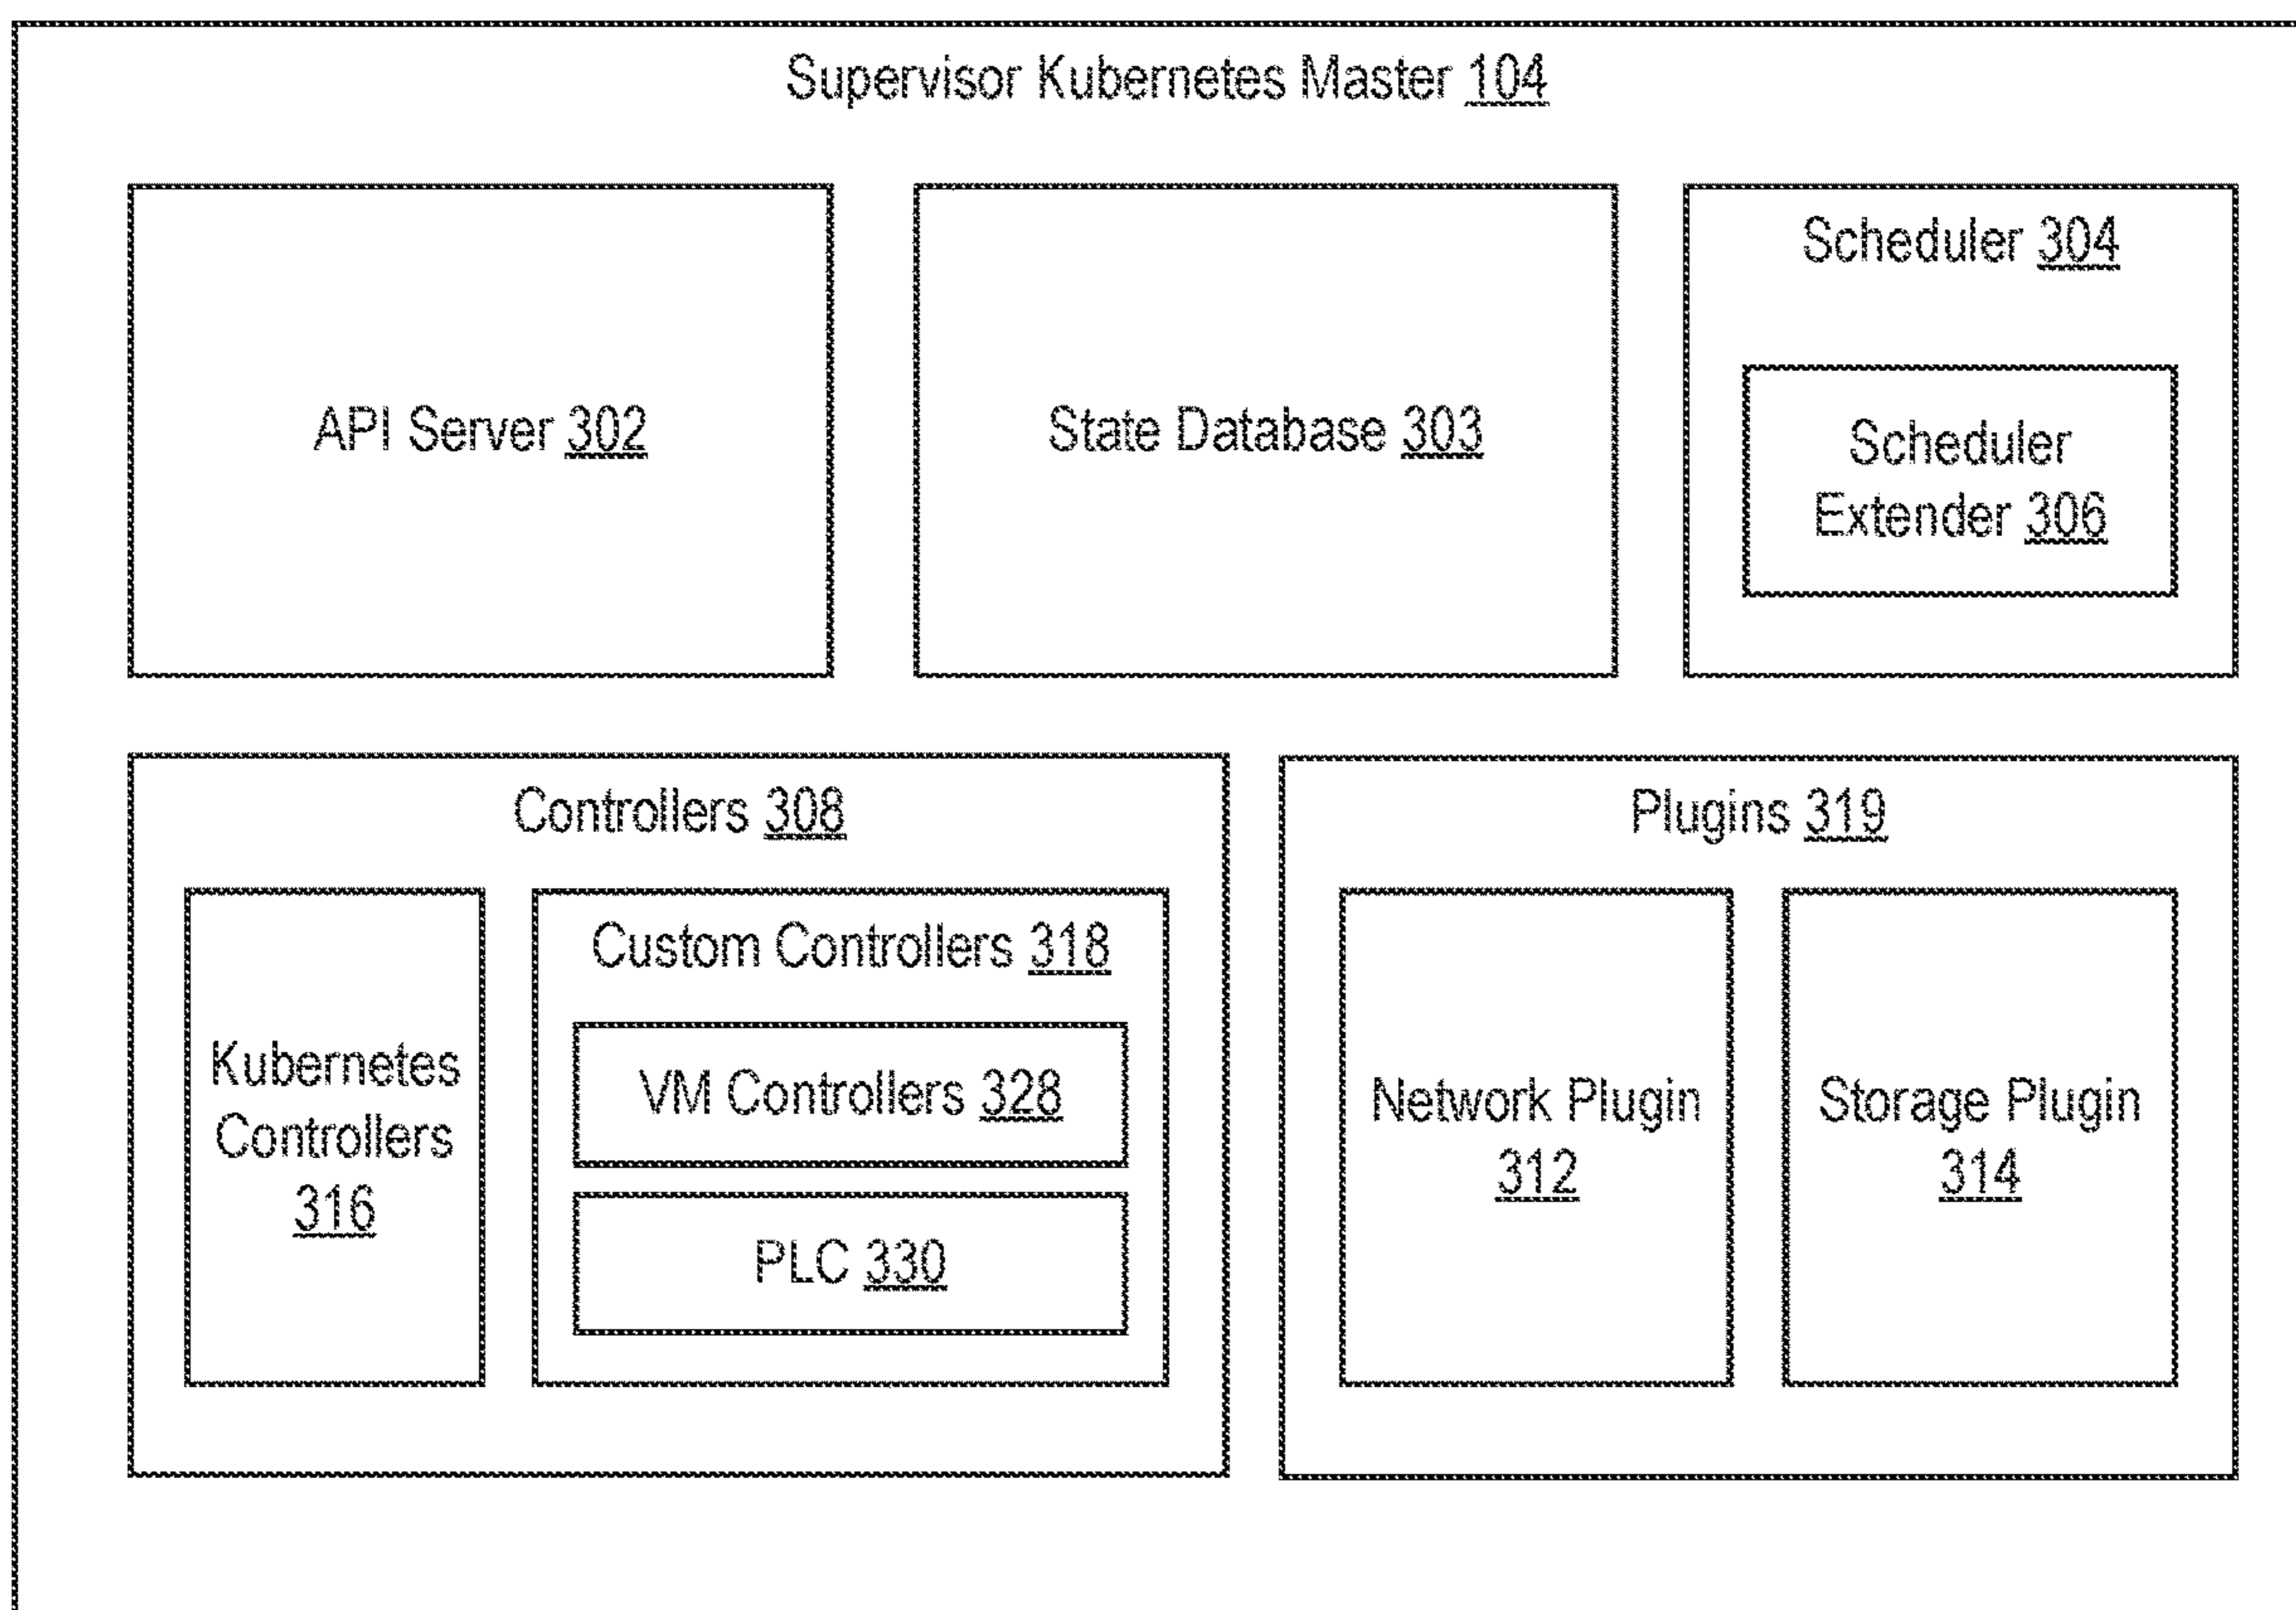 Supervisor Kubernetes Master 104
API Server 302
State Database 303
Scheduler 304
Scheduler
Extender 306
Controllers 308
Kubernetes
Controllers
316
Custom Controllers 318
VM Controllers 328
PLC 330
Plugins 319
Network Plugin
312
Storage Plugin
314